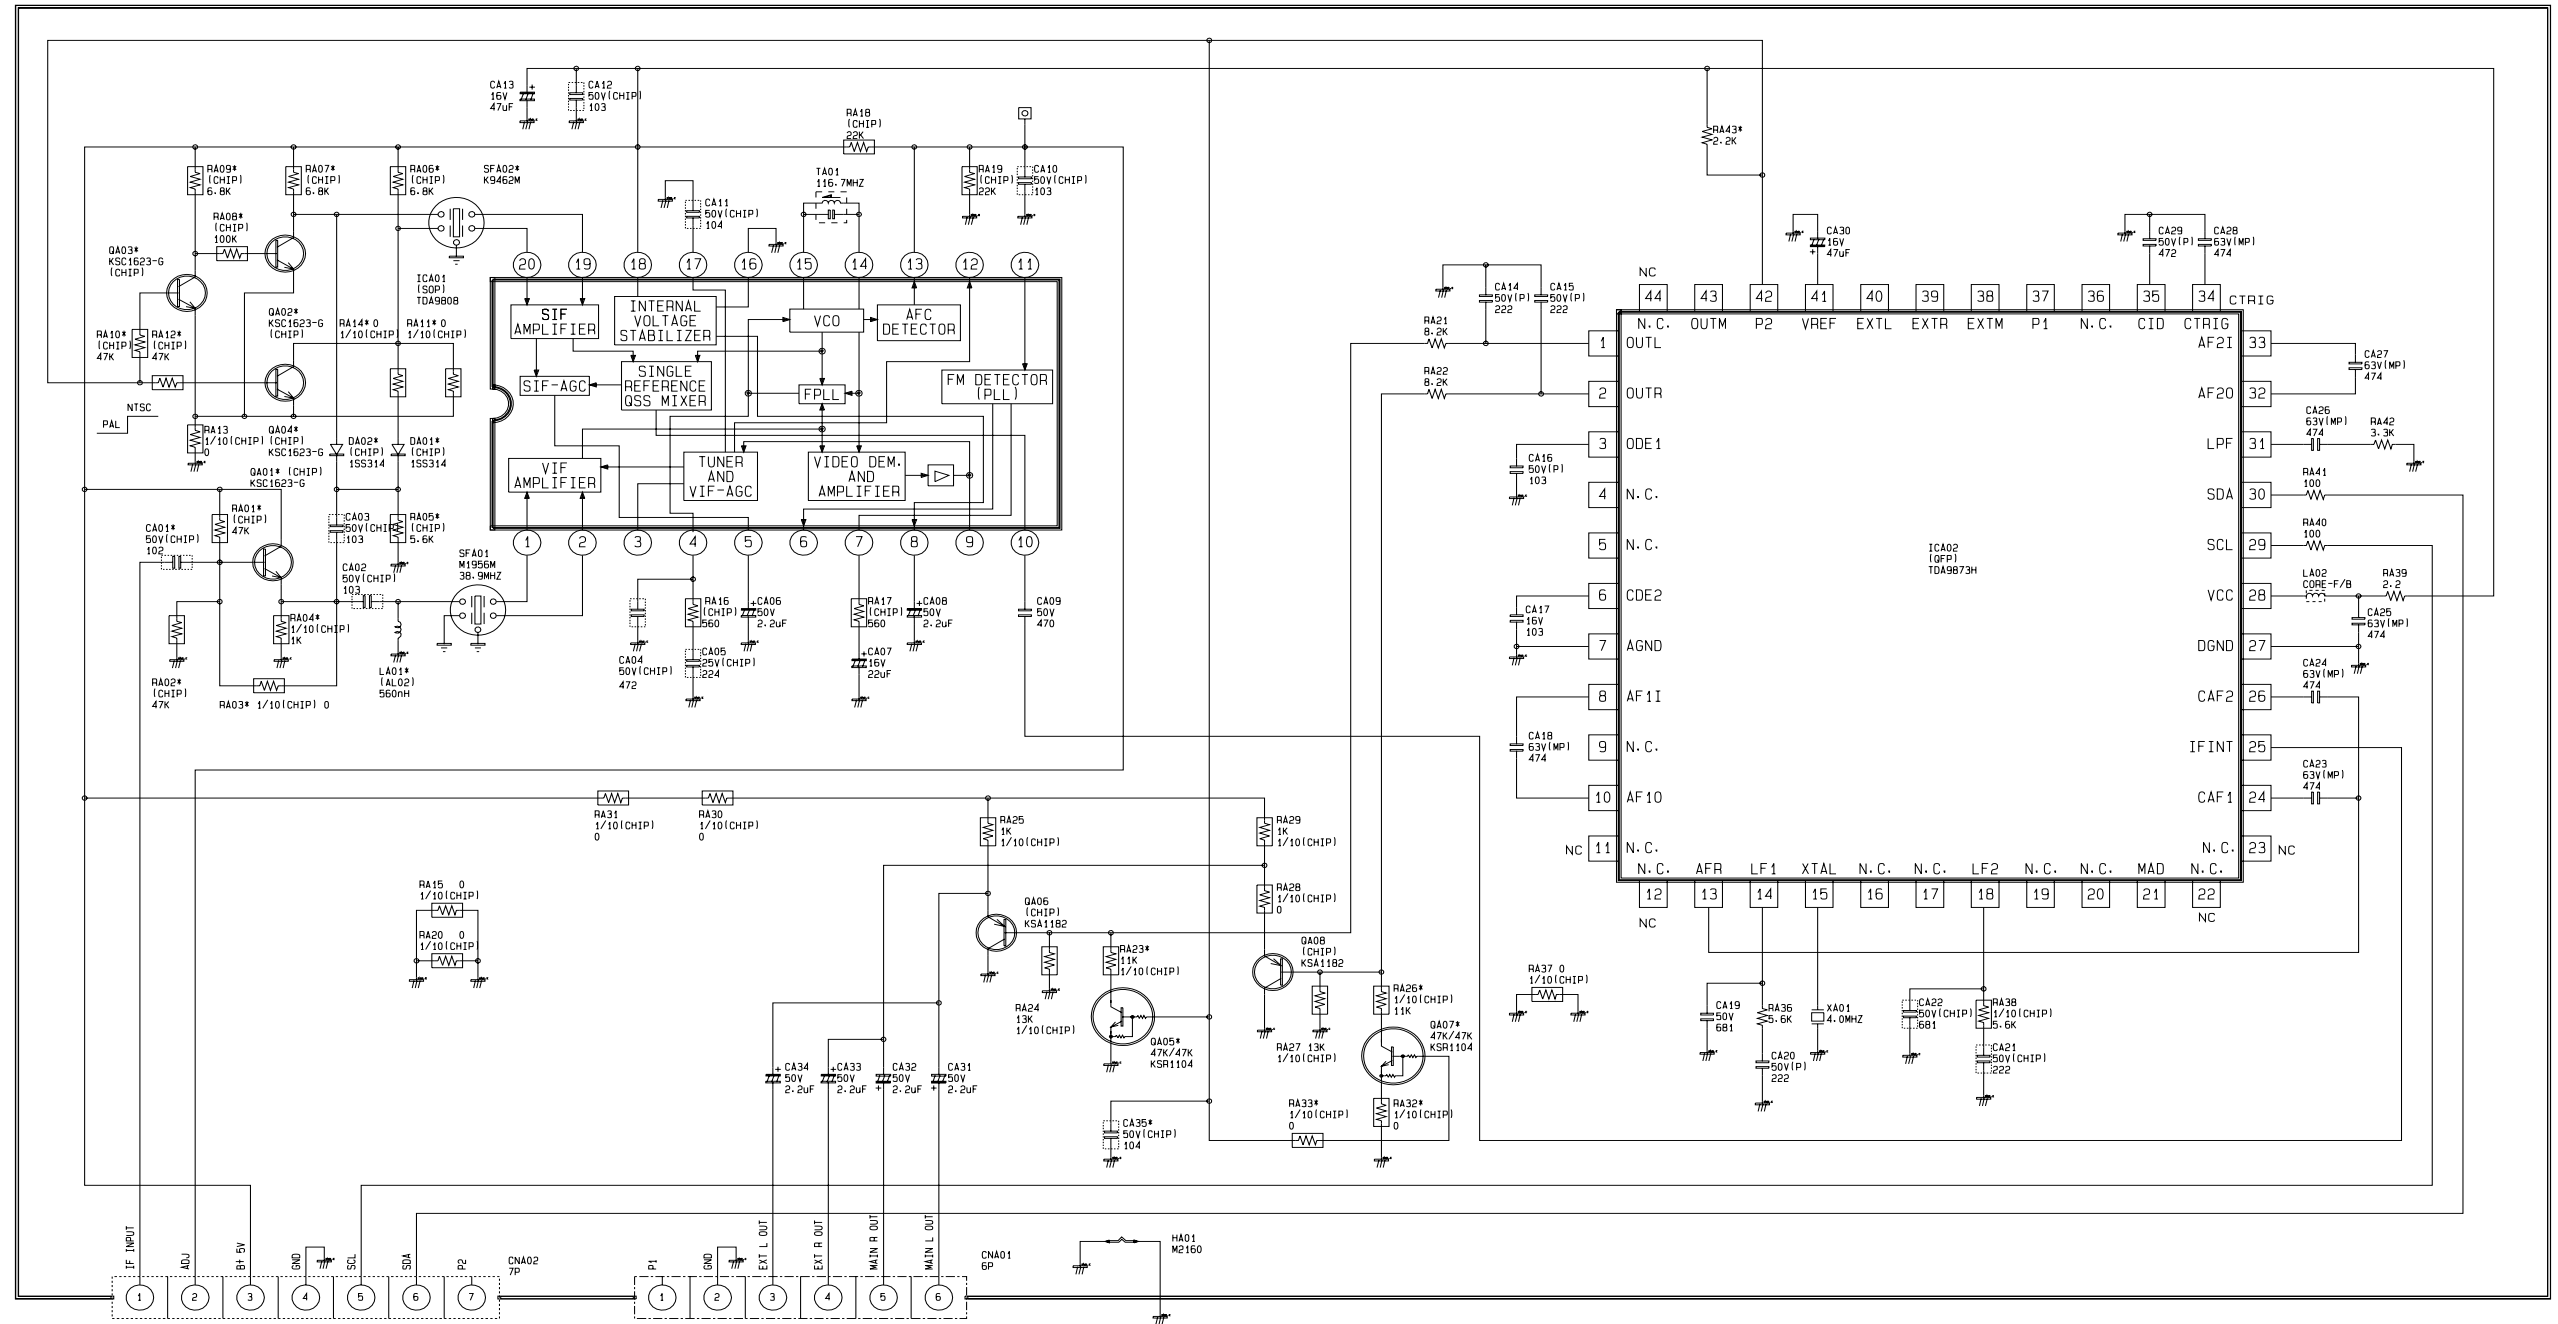 CA13
16V
47uF
CA12
50V(CHIP)
103
RA18
(CHIP)
22K
RA43*
2.2K
RA09*
(CHIP)
6.8K
RA07*
(CHIP)
6.8K
RA06*
(CHIP)
6.8K
SFA02*
K9462M
CA11
50V(CHIP)
104
TA01
116.7MHZ
RA19
(CHIP)
22K
CA10
50V(CHIP)
103
RA08*
(CHIP)
100K
QA03*
KSC1623-G
(CHIP)
ICA01
(SOP)
TDA9808
20
19
18
17
16
15
14
13
12
11
SIF
AMPLIFIER
INTERNAL
VOLTAGE
STABILIZER
VCO
AFC
DETECTOR
SIF-AGC
SINGLE
REFERENCE
QSS MIXER
FPLL
FM DETECTOR
(PLL)
VIF
AMPLIFIER
TUNER
AND
VIF-AGC
VIDEO DEM.
AND
AMPLIFIER
1
2
3
4
5
6
7
8
9
10
QA02*
KSC1623-G
(CHIP)
RA14* 0
1/10(CHIP)
RA11* 0
1/10(CHIP)
RA10*
(CHIP)
47K
RA12*
(CHIP)
47K
NTSC
PAL
RA13
1/10(CHIP)
0
QA04*
(CHIP)
KSC1623-G
DA02*
(CHIP)
1SS314
DA01*
(CHIP)
1SS314
QA01* (CHIP)
KSC1623-G
CA01*
50V(CHIP)
102
RA01*
(CHIP)
47K
CA03
50V(CHIP)
103
RA05*
(CHIP)
5.6K
CA02
50V(CHIP)
103
SFA01
M1956M
38.9MHZ
RA04*
1/10(CHIP)
1K
RA02*
(CHIP)
47K
RA03* 1/10(CHIP) 0
LA01*
(AL02)
560nH
CA04
50V(CHIP)
472
RA16
(CHIP)
560
CA05
25V(CHIP)
224
CA06
50V
2.2uF
RA17
(CHIP)
560
CA07
16V
22uF
CA08
50V
2.2uF
CA09
50V
470
CA14
50V(P)
222
CA15
50V(P)
222
RA21
8.2K
RA22
8.2K
CA30
16V
47uF
CA29
50V(P)
472
CA28
63V(MP)
474
NC
44
43
42
41
40
39
38
37
36
35
34
CTRIG
N.C.
OUTM
P2
VREF
EXTL
EXTR
EXTM
P1
N.C.
CID
CTRIG
1 OUTL
2 OUTR
3 ODE1
4 N.C.
5 N.C.
6 CDE2
7 AGND
8 AF1I
9 N.C.
10 AF1O
NC 11 N.C.
AF2I 33
AF2O 32
LPF 31
SDA 30
SCL 29
VCC 28
DGND 27
CAF2 26
IFINT 25
CAF1 24
N.C. 23 NC
ICA02
(QFP)
TDA9873H
N.C.
AFR
LF1
XTAL
N.C.
N.C.
LF2
N.C.
N.C.
MAD
N.C.
12
13
14
15
16
17
18
19
20
21
22
NC
NC
CA16
50V(P)
103
CA17
16V
103
CA18
63V(MP)
474
CA27
63V(MP)
474
CA26
63V(MP)
474
RA42
3.3K
RA41
100
RA40
100
LA02
CORE-F/B
RA39
2.2
CA25
63V(MP)
474
CA24
63V(MP)
474
CA23
63V(MP)
474
RA31
1/10(CHIP)
0
RA30
1/10(CHIP)
0
RA25
1K
1/10(CHIP)
RA29
1K
1/10(CHIP)
RA15 0
1/10(CHIP)
RA20 0
1/10(CHIP)
QA06
(CHIP)
KSA1182
RA28
1/10(CHIP)
0
RA24
13K
1/10(CHIP)
RA23*
11K
1/10(CHIP)
QA08
(CHIP)
KSA1182
RA26*
1/10(CHIP)
11K
QA05*
47K/47K
KSR1104
RA27 13K
1/10(CHIP)
QA07*
47K/47K
KSR1104
RA37 0
1/10(CHIP)
CA19
50V
681
RA36
5.6K
CA20
50V(P)
222
XA01
4.0MHZ
CA22
50V(CHIP)
681
RA38
1/10(CHIP)
5.6K
CA21
50V(CHIP)
222
CA34
50V
2.2uF
CA33
50V
2.2uF
CA32
50V
2.2uF
CA31
50V
2.2uF
CA35*
50V(CHIP)
104
RA33*
1/10(CHIP)
0
RA32*
1/10(CHIP)
0
IF INPUT
ADJ
B+ 5V
GND
SCL
SDA
P2
CNA02
7P
1
2
3
4
5
6
7
P1
GND
EXT L OUT
EXT R OUT
MAIN R OUT
MAIN L OUT
CNA01
6P
1
2
3
4
5
6
HA01
M2160